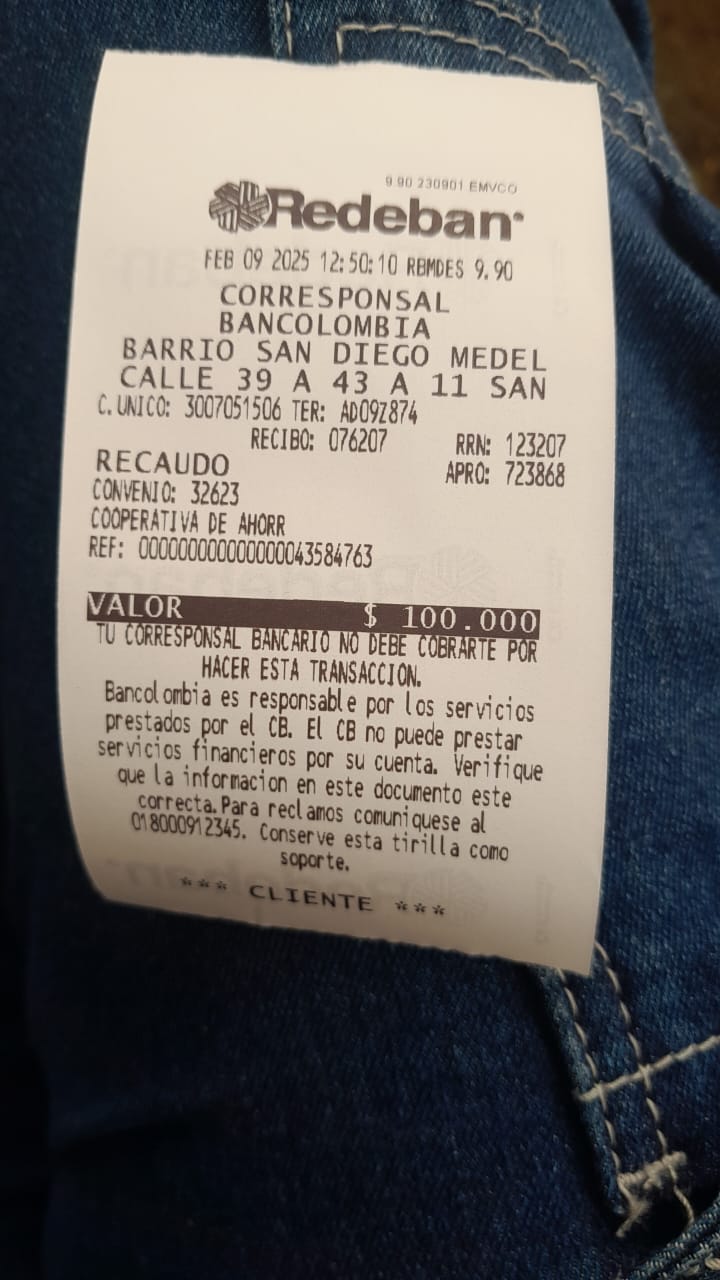 9.90 230901 EMVCO
Redeban
FEB 09 2025 12:50:10 RBMDES 9.90
CORRESPONSAL
BANCOLOMBIA
BARRIO SAN DIEGO MEDEL
CALLE 39 A 43 A 11 SAN
C.UNICO: 3007051506 TER: AD09Z874
RECIBO: 076207 RRN: 123207
RECAUDO APRO: 723868
CONVENIO: 32623
COOPERATIVA DE AHORR
REF: 000000000000000043584763
VALOR $ 100.000
TU CORRESPONSAL BANCARIO NO DEBE COBRARTE POR
HACER ESTA TRANSACCION.
Bancolombia es responsable por los servicios
prestados por el CB. El CB no puede prestar
servicios financieros por su cuenta. Verifique
que la informacion en este documento este
correcta.Para reclamos comuniquese al
018000912345. Conserve esta tirilla como
soporte.
*** CLIENTE ***